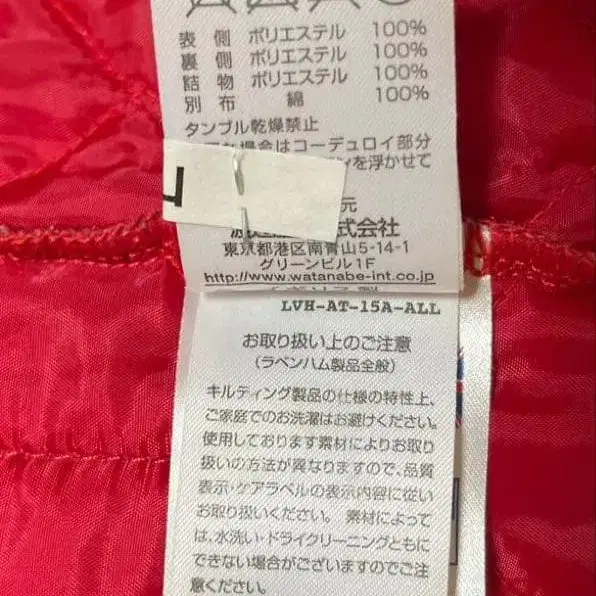 表側 ポリエステル 100%
裏側 ポリエステル 100%
詰物 ポリエステル 100%
別布 綿 100%
タンブル乾燥禁止
場合はコーデュロイ部分
を浮かせて
元
式会社
東京都港区南青山5-14-1
グリーンビル1F
http://www.watanabe-int.co.jp
LVH-AT-15A-ALL
お取り扱い上のご注意
(ラベンハム製品全般)
キルティング製品の仕様の特性上、
ご家庭でのお洗濯はお避けください。
使用しております素材によりお取り
扱いの方法が異なりますので、品質
表示・ケアラベルの表示内容に従い
お取り扱いください。 素材によって
は、水洗い・ドライクリーニングともに
できない場合がございますのでご注
意ください。